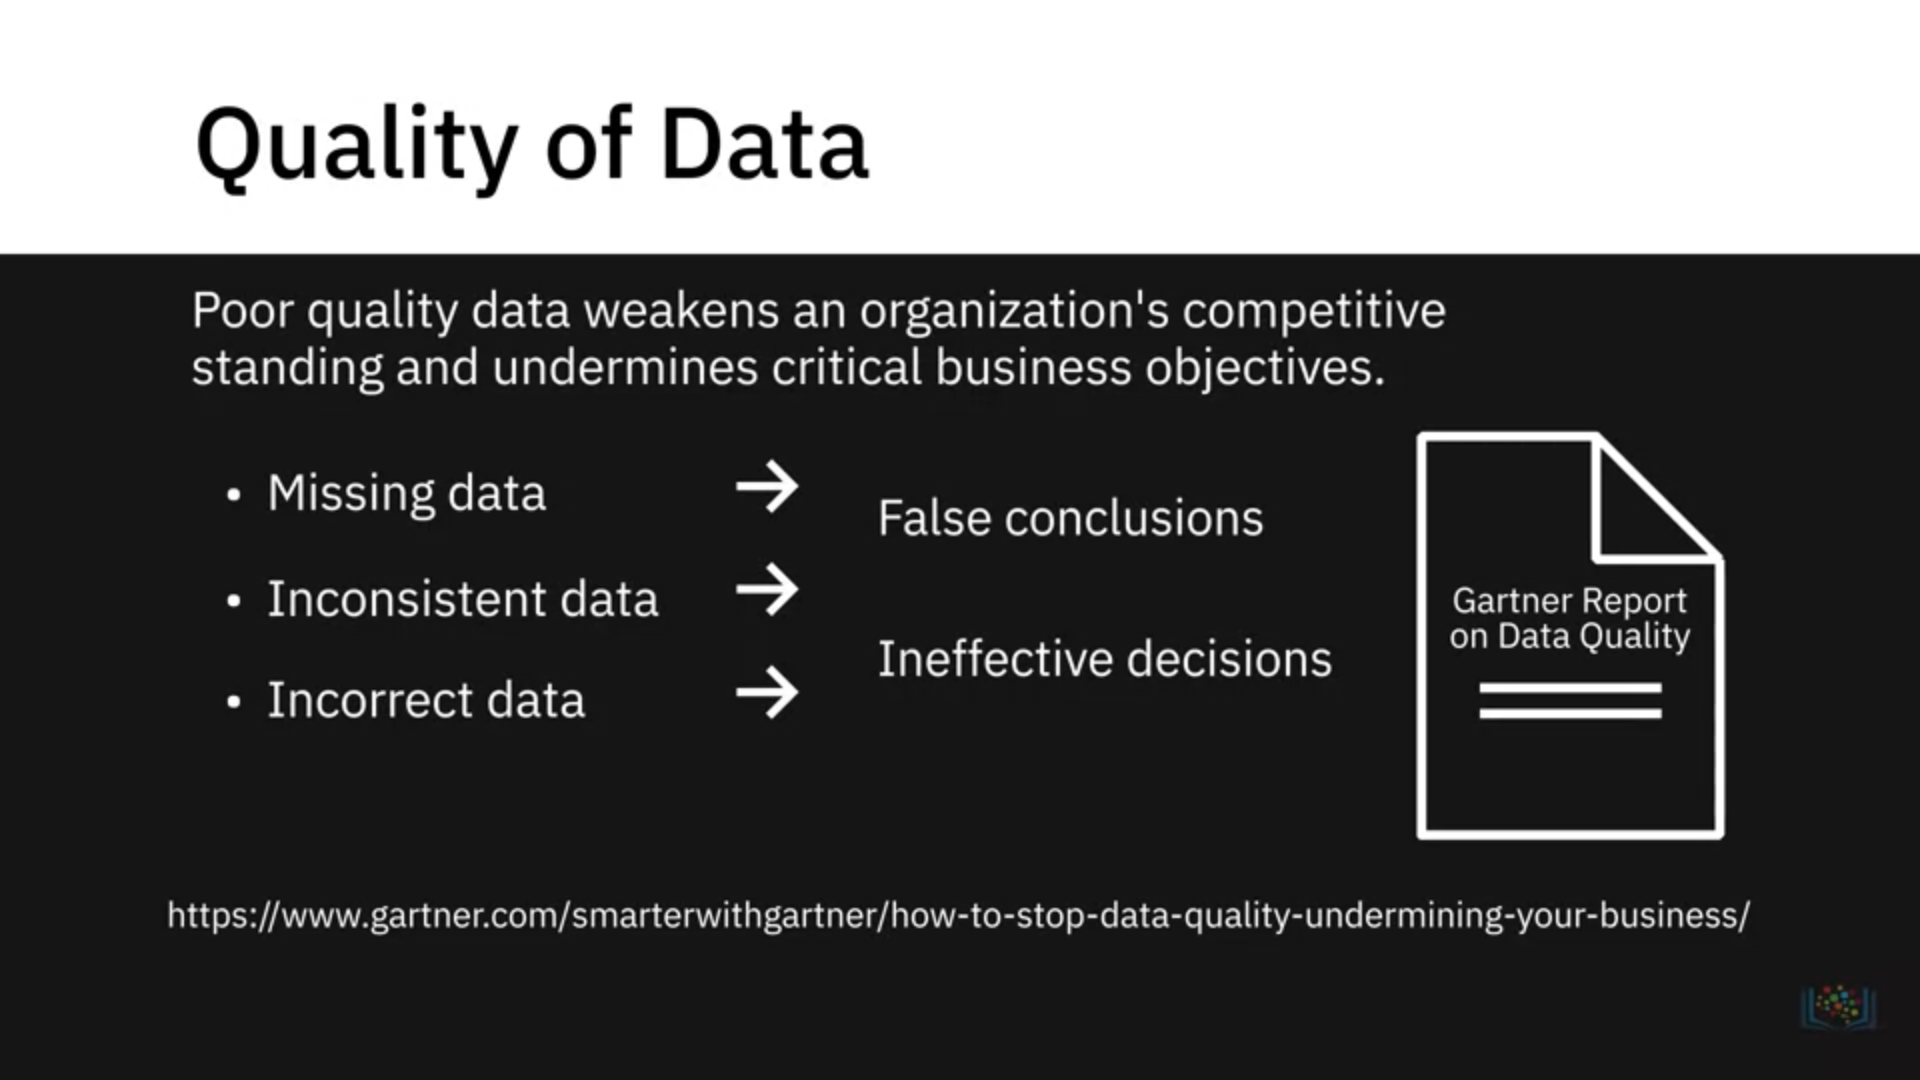 Quality of Data
Poor quality data weakens an organization's competitive
standing and undermines critical business objectives.
• Missing data →
• Inconsistent data →
• Incorrect data →
False conclusions
Ineffective decisions
Gartner Report
on Data Quality
https://www.gartner.com/smarterwithgartner/how-to-stop-data-quality-undermining-your-business/